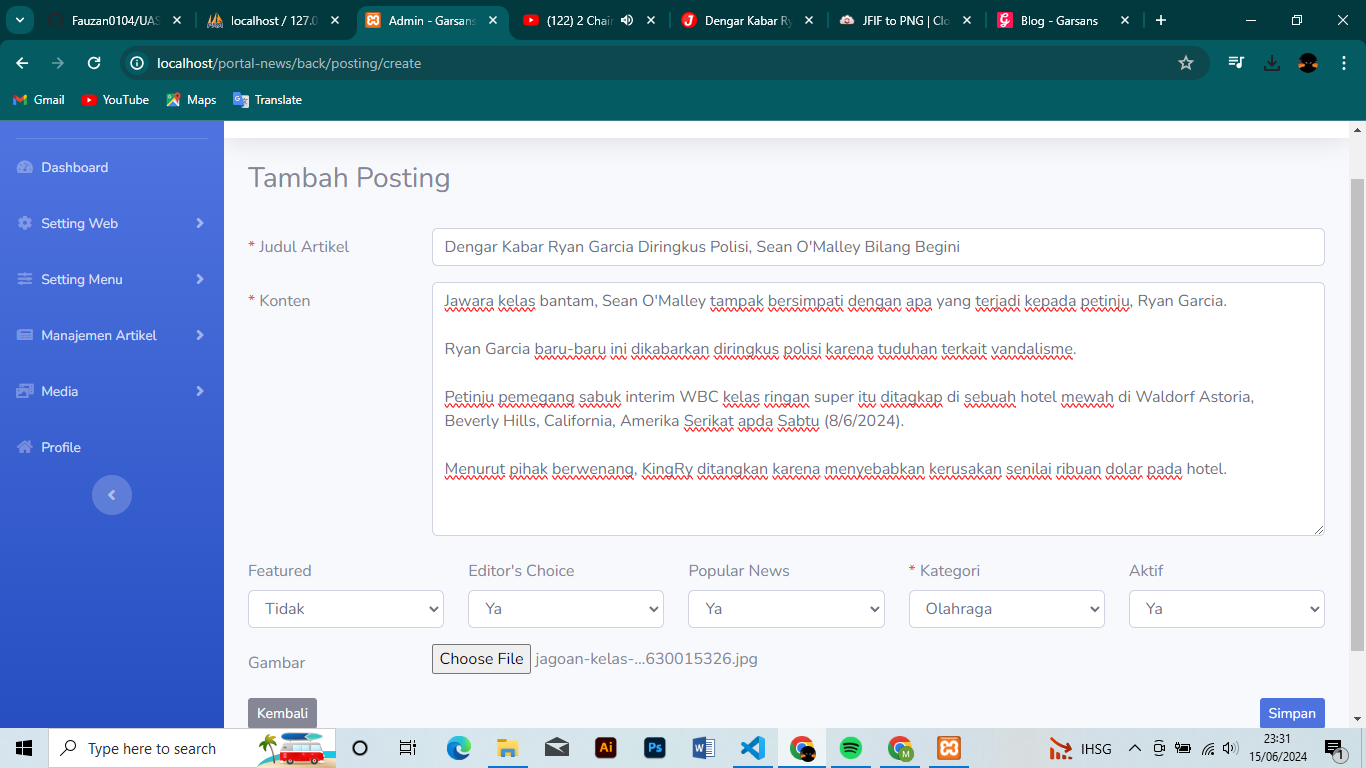 Fauzan0104/UAS
localhost / 127.0
Admin - Garsans
(122) 2 Chain
Dengar Kabar Ry
JFIF to PNG | Clo
Blog - Garsans
localhost/portal-news/back/posting/create
Gmail
YouTube
Maps
Translate
Dashboard
Setting Web
Setting Menu
Manajemen Artikel
Media
Profile
Tambah Posting
* Judul Artikel
Dengar Kabar Ryan Garcia Diringkus Polisi, Sean O'Malley Bilang Begini
* Konten
Jawara kelas bantam, Sean O'Malley tampak bersimpati dengan apa yang terjadi kepada petinju, Ryan Garcia.
Ryan Garcia baru-baru ini dikabarkan diringkus polisi karena tuduhan terkait vandalisme.
Petinju pemegang sabuk interim WBC kelas ringan super itu ditagkap di sebuah hotel mewah di Waldorf Astoria,
Beverly Hills, California, Amerika Serikat apda Sabtu (8/6/2024).
Menurut pihak berwenang, KingRy ditangkan karena menyebabkan kerusakan senilai ribuan dolar pada hotel.
Featured
Editor's Choice
Popular News
* Kategori
Aktif
Tidak
Ya
Ya
Olahraga
Ya
Gambar
Choose File
jagoan-kelas-...630015326.jpg
Kembali
Simpan
Type here to search
Ai
Ps
W
M
IHSG
23:31
15/06/2024
1